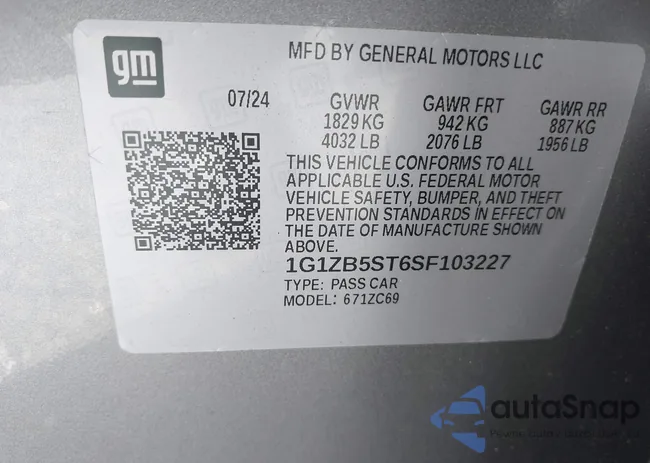 gm
MFD BY GENERAL MOTORS LLC
07/24 GVWR GAWR FRT GAWR RR
1829 KG 942 KG 887 KG
4032 LB 2076 LB 1956 LB
THIS VEHICLE CONFORMS TO ALL
APPLICABLE U.S. FEDERAL MOTOR
VEHICLE SAFETY, BUMPER, AND THEFT
PREVENTION STANDARDS IN EFFECT ON
THE DATE OF MANUFACTURE SHOWN
ABOVE.
1G1ZB5ST6SF103227
TYPE: PASS CAR
MODEL: 671ZC69
autaSnap